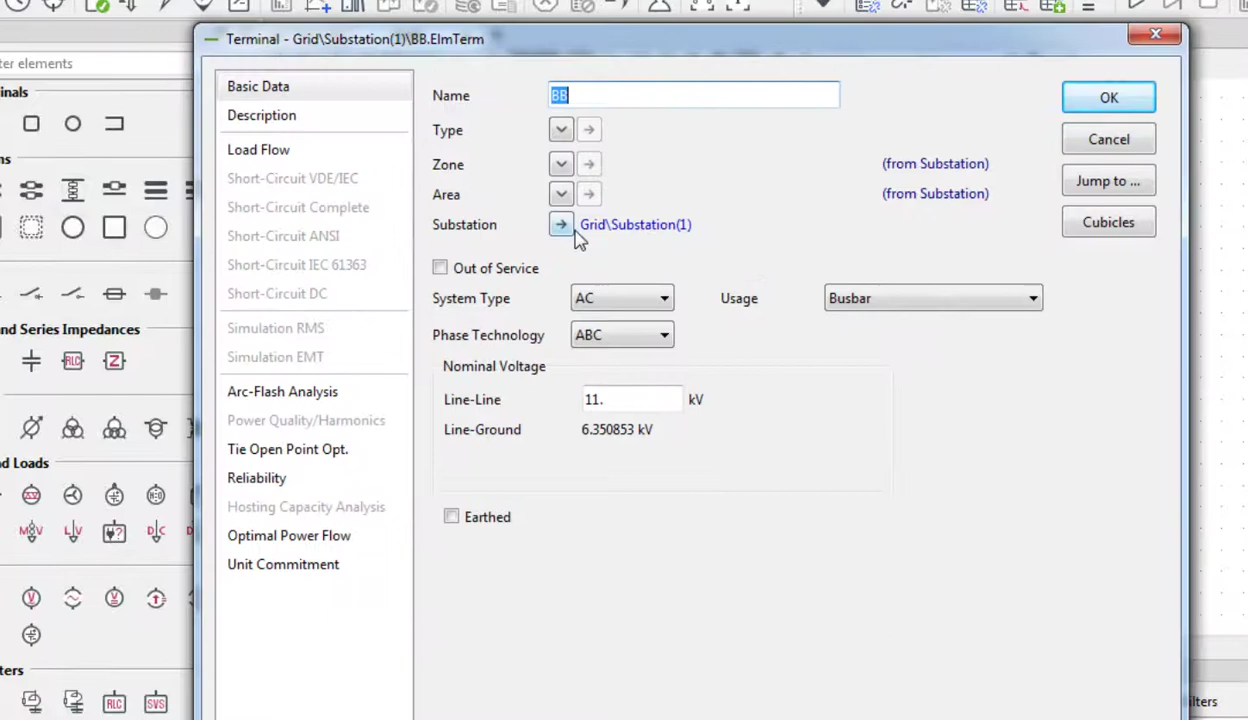 Terminal - Grid\Substation(1)\BB.ElmTerm
ter elements
inals
ns
and Series Impedances
nd Loads
ters
RLC
Z
RLC
SVS
Basic Data
Description
Load Flow
Short-Circuit VDE/IEC
Short-Circuit Complete
Short-Circuit ANSI
Short-Circuit IEC 61363
Short-Circuit DC
Simulation RMS
Simulation EMT
Arc-Flash Analysis
Power Quality/Harmonics
Tie Open Point Opt.
Reliability
Hosting Capacity Analysis
Optimal Power Flow
Unit Commitment
Name BB
Type
Zone (from Substation)
Area (from Substation)
Substation Grid\Substation(1)
Out of Service
System Type AC Usage Busbar
Phase Technology ABC
Nominal Voltage
Line-Line 11. kV
Line-Ground 6.350853 kV
Earthed
OK
Cancel
Jump to ...
Cubicles
lters